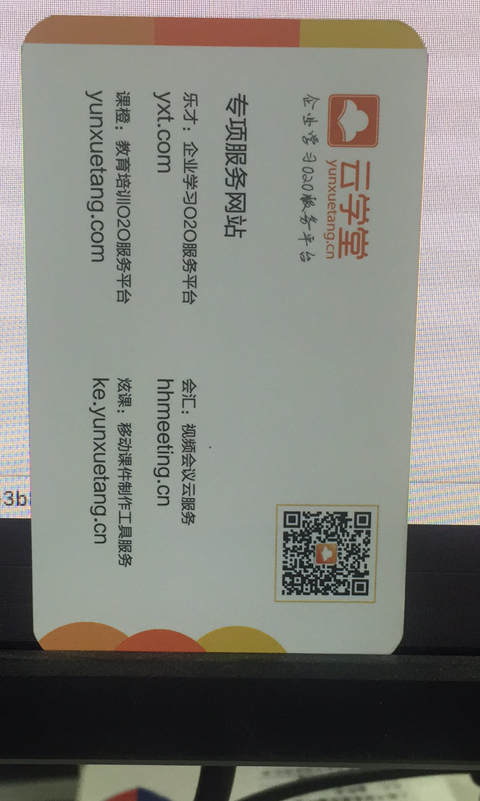 云学堂
yunxuetang.cn
企业学习O2O服务平台
专项服务网站
乐才：企业学习O2O服务平台
yxt.com
会汇：视频会议云服务
hhmeeting.cn
课橙：教育培训O2O服务平台
yunxuetang.com
炫课：移动课件制作工具服务
ke.yunxuetang.cn
3b